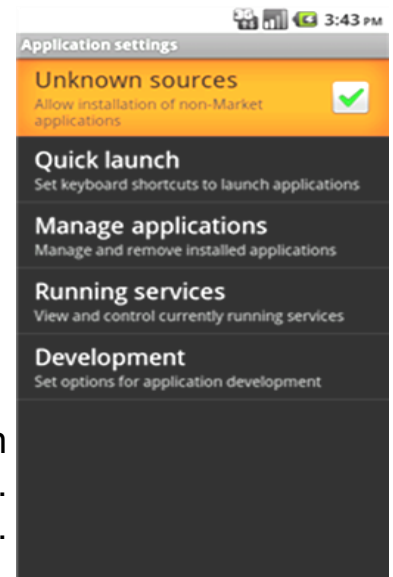 3:43 PM
Application settings
Unknown sources
Allow installation of non-Market
applications
Quick launch
Set keyboard shortcuts to launch applications
Manage applications
Manage and remove installed applications
Running services
View and control currently running services
Development
Set options for application development